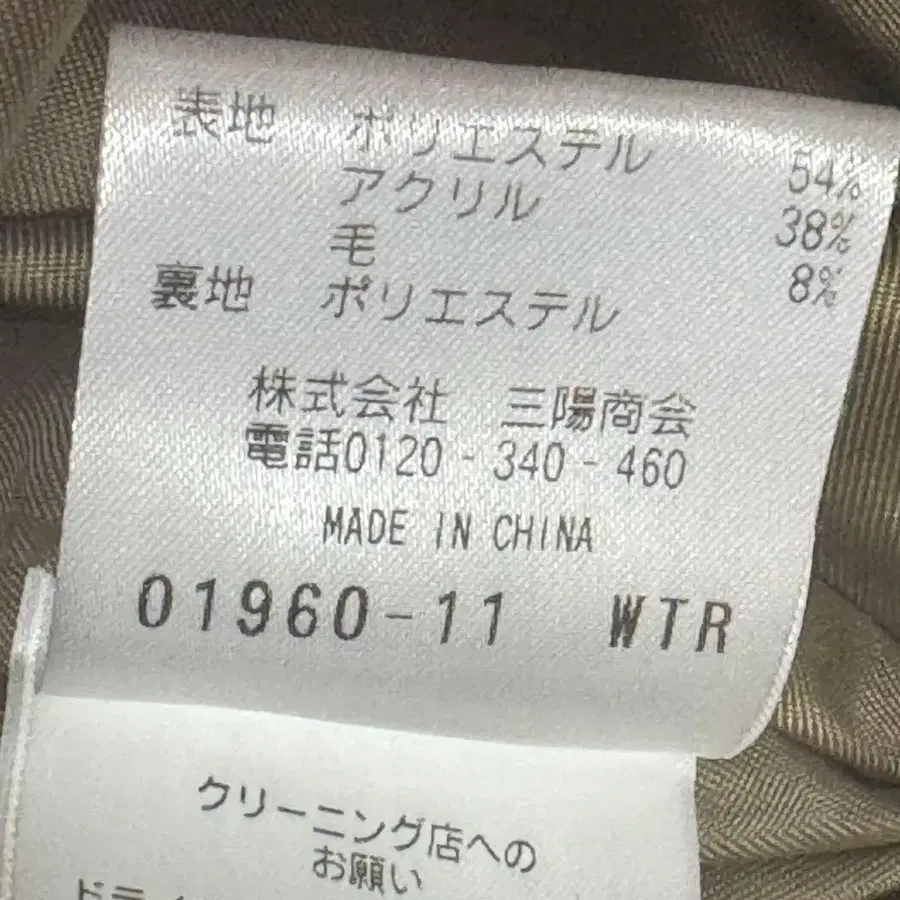 表地 ポリエステル 54%
アクリル 38%
毛 8%
裏地 ポリエステル
株式会社 三陽商会
電話0120-340-460
MADE IN CHINA
01960-11 WTR
クリーニング店への
お願い